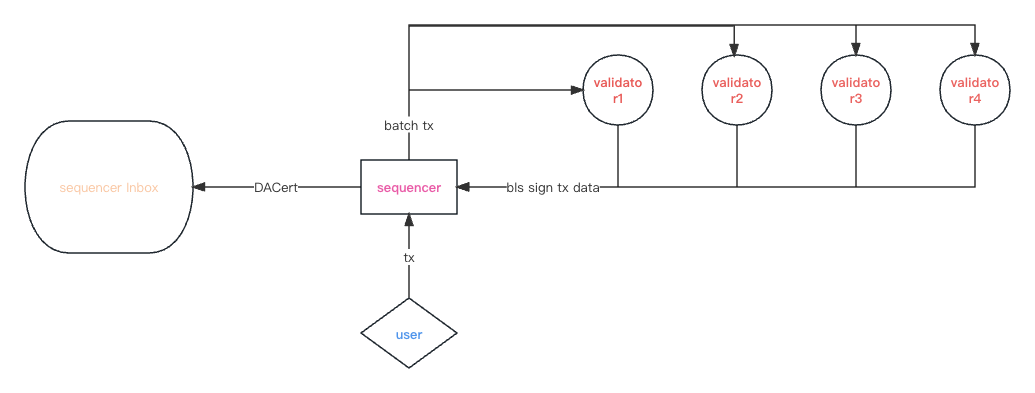 validato
r1
validato
r2
validato
r3
validato
r4
batch tx
sequencer inbox
DACert
sequencer
bls sign tx data
tx
user